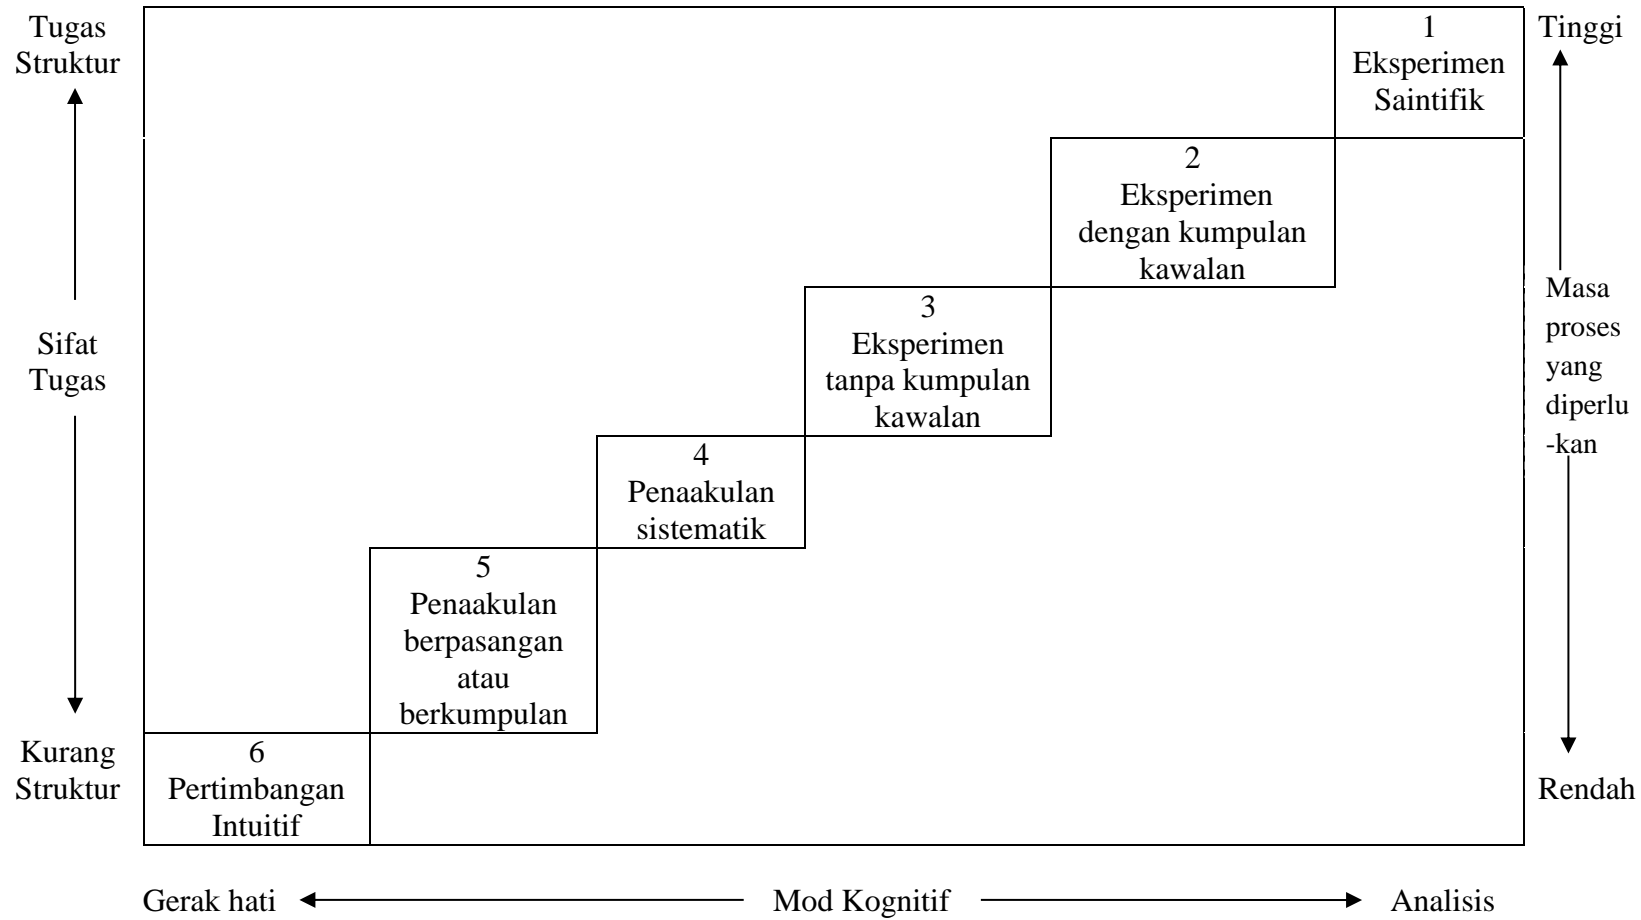 Tugas
Struktur
1
Eksperimen
Saintifik
Tinggi
2
Eksperimen
dengan kumpulan
kawalan
3
Eksperimen
tanpa kumpulan
kawalan
Sifat
Tugas
Masa
proses
yang
diperlu
-kan
4
Penaakulan
sistematik
5
Penaakulan
berpasangan
atau
berkumpulan
Kurang
Struktur
6
Pertimbangan
Intuitif
Rendah
Gerak hati
Mod Kognitif
Analisis